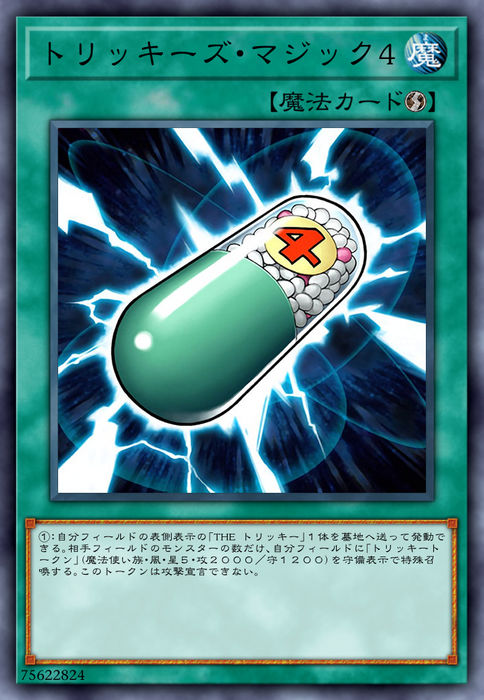 トリッキーズ・マジック4
魔
【魔法カード】
4
①:自分フィールドの表側表示の「THE トリッキー」1体を墓地へ送って発動で
きる。相手フィールドのモンスターの数だけ、自分フィールドに「トリッキートー
クン」(魔法使い族・風・星5・攻2000/守1200)を守備表示で特殊召
喚する。このトークンは攻撃宣言できない。
75622824